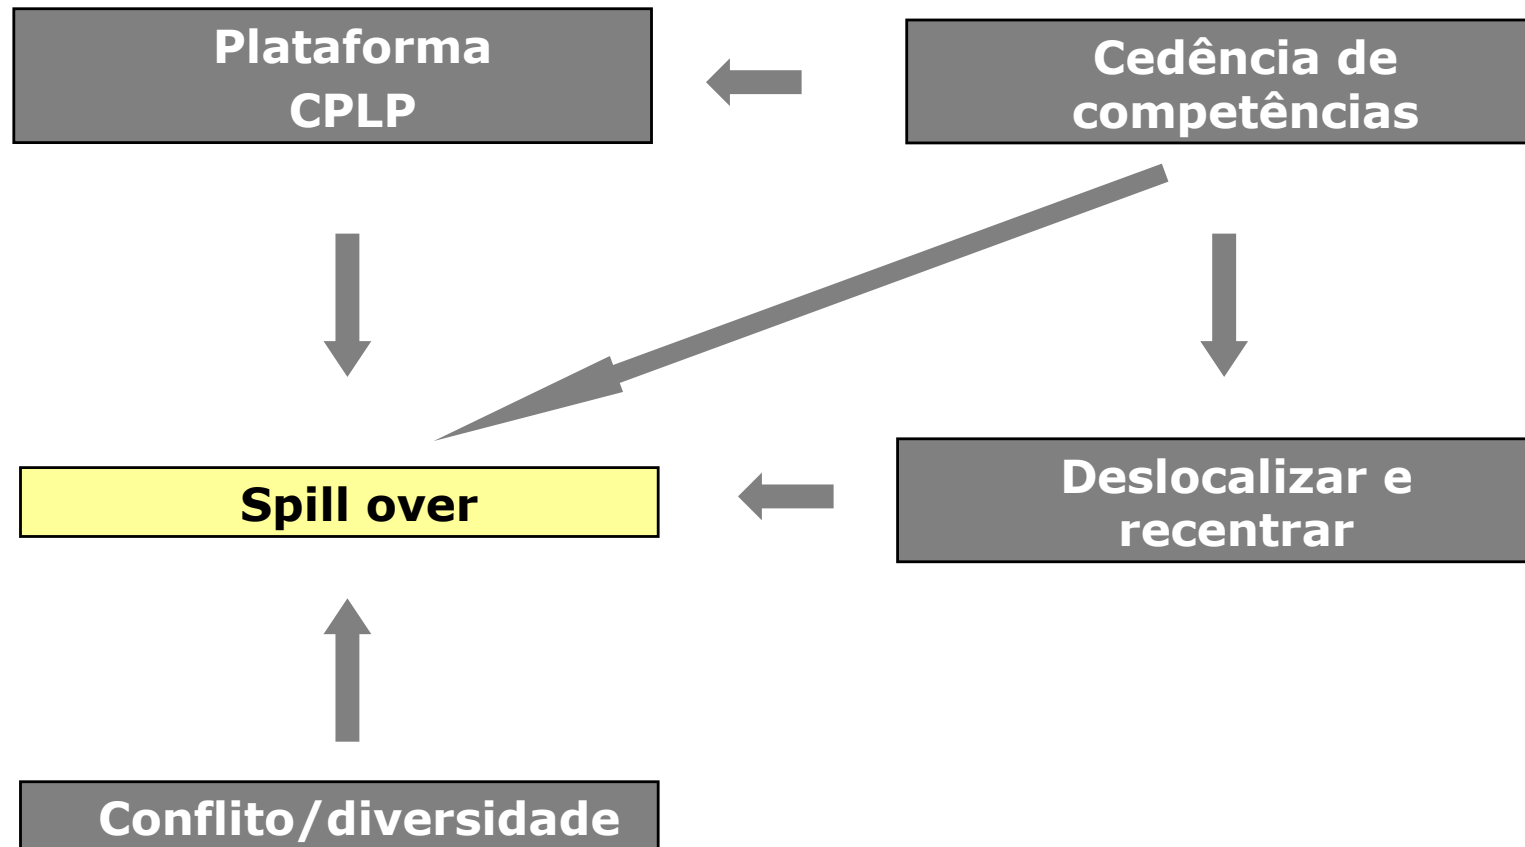 Plataforma
CPLP
Cedência de
competências
Spill over
Deslocalizar e
recentrar
Conflito/diversidade